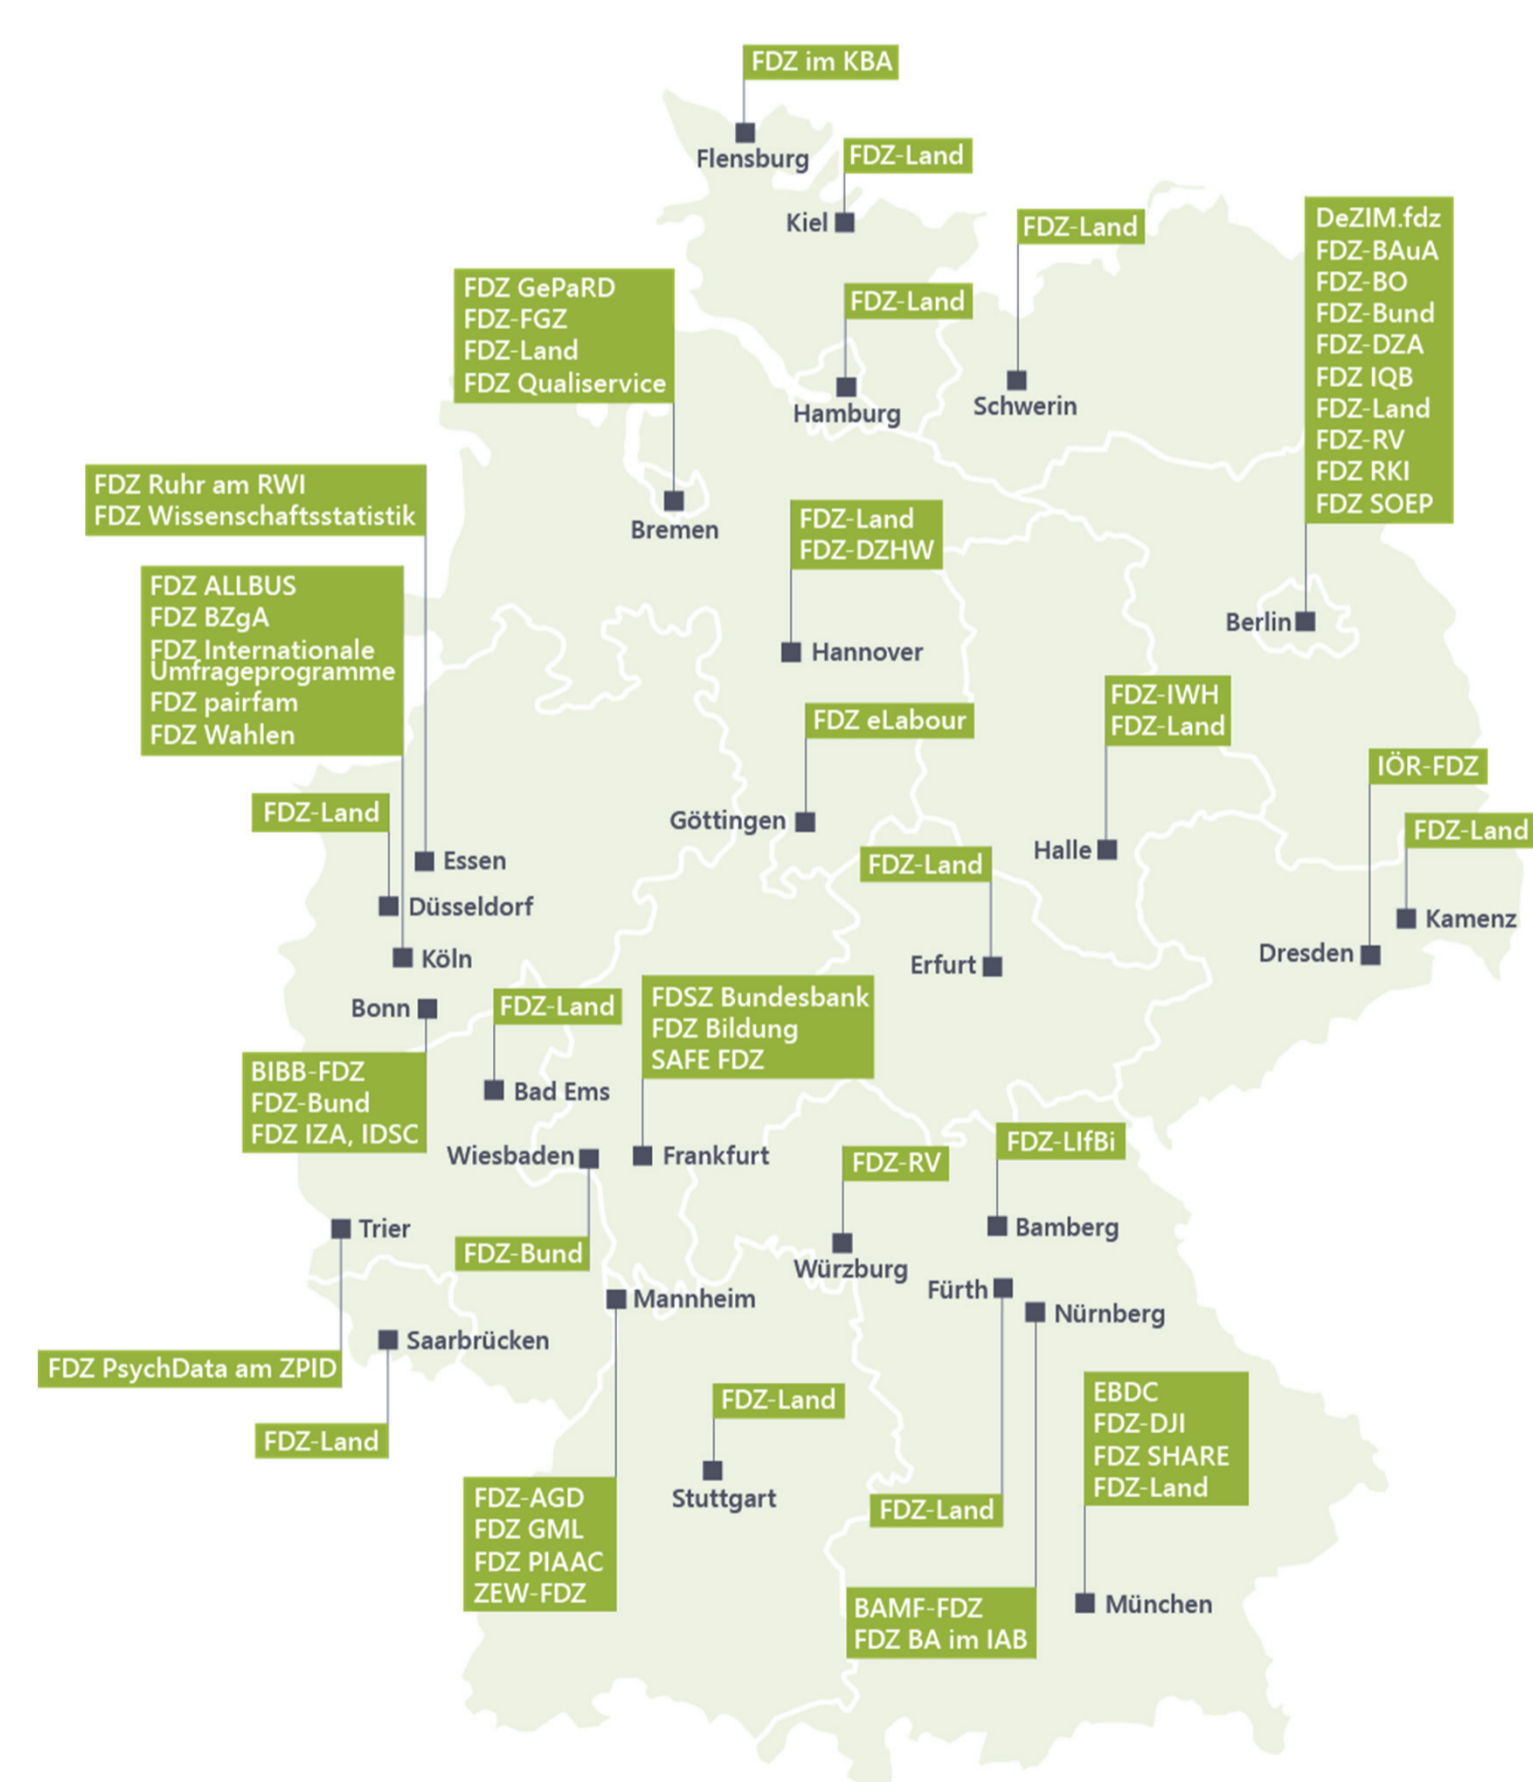 FDZ im KBA
Flensburg
FDZ-Land
Kiel
FDZ-Land
Schwerin
DeZIM.fdz
FDZ-BAuA
FDZ-BO
FDZ-Bund
FDZ-DZA
FDZ IQB
FDZ-Land
FDZ-RV
FDZ RKI
FDZ SOEP
Berlin
FDZ GePaRD
FDZ-FGZ
FDZ-Land
FDZ Qualiservice
Bremen
FDZ-Land
Hamburg
FDZ Ruhr am RWI
FDZ Wissenschaftsstatistik
Essen
FDZ-Land
FDZ-DZHW
Hannover
FDZ ALLBUS
FDZ BZgA
FDZ Internationale
Umfrageprogramme
FDZ pairfam
FDZ Wahlen
Köln
FDZ eLabour
Göttingen
FDZ-IWH
FDZ-Land
Halle
IÖR-FDZ
Dresden
FDZ-Land
Kamenz
FDZ-Land
Düsseldorf
FDZ-Land
Erfurt
Bonn
BIBB-FDZ
FDZ-Bund
FDZ IZA, IDSC
FDZ-Land
Bad Ems
FDSZ Bundesbank
FDZ Bildung
SAFE FDZ
Frankfurt
Wiesbaden
FDZ-Bund
FDZ-RV
Würzburg
FDZ-LIfBi
Bamberg
Trier
FDZ PsychData am ZPID
Saarbrücken
FDZ-Land
Mannheim
FDZ-AGD
FDZ GML
FDZ PIAAC
ZEW-FDZ
FDZ-Land
Stuttgart
Fürth
FDZ-Land
Nürnberg
BAMF-FDZ
FDZ BA im IAB
EBDC
FDZ-DJI
FDZ SHARE
FDZ-Land
München